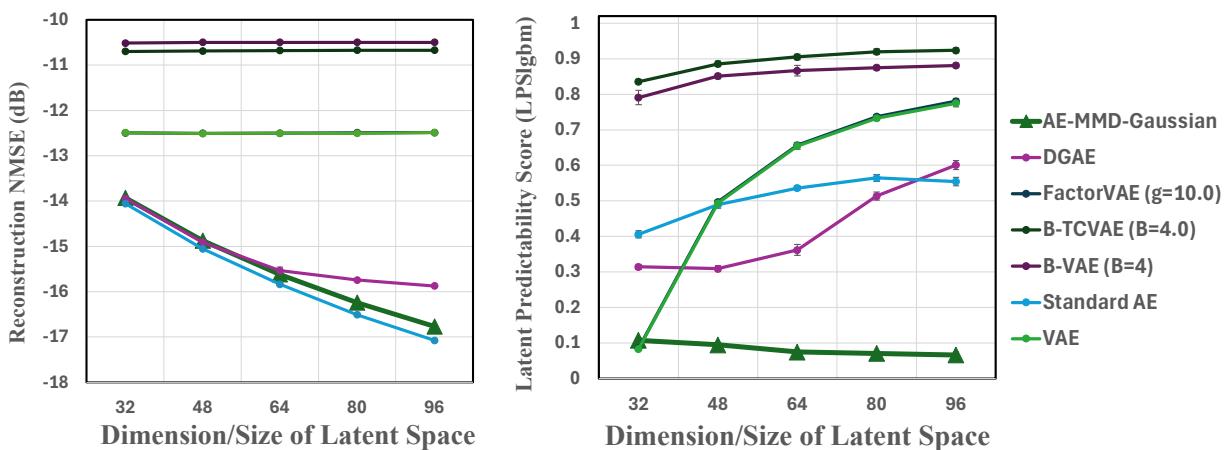 Reconstruction NMSE (dB)
-10
-11
-12
-13
-14
-15
-16
-17
-18
32 48 64 80 96
Dimension/Size of Latent Space
Latent Predictability Score (LPSlgbm)
1
0.9
0.8
0.7
0.6
0.5
0.4
0.3
0.2
0.1
0
32 48 64 80 96
Dimension/Size of Latent Space
AE-MMD-Gaussian
DGAE
FactorVAE (g=10.0)
B-TCVAE (B=4.0)
B-VAE (B=4)
Standard AE
VAE